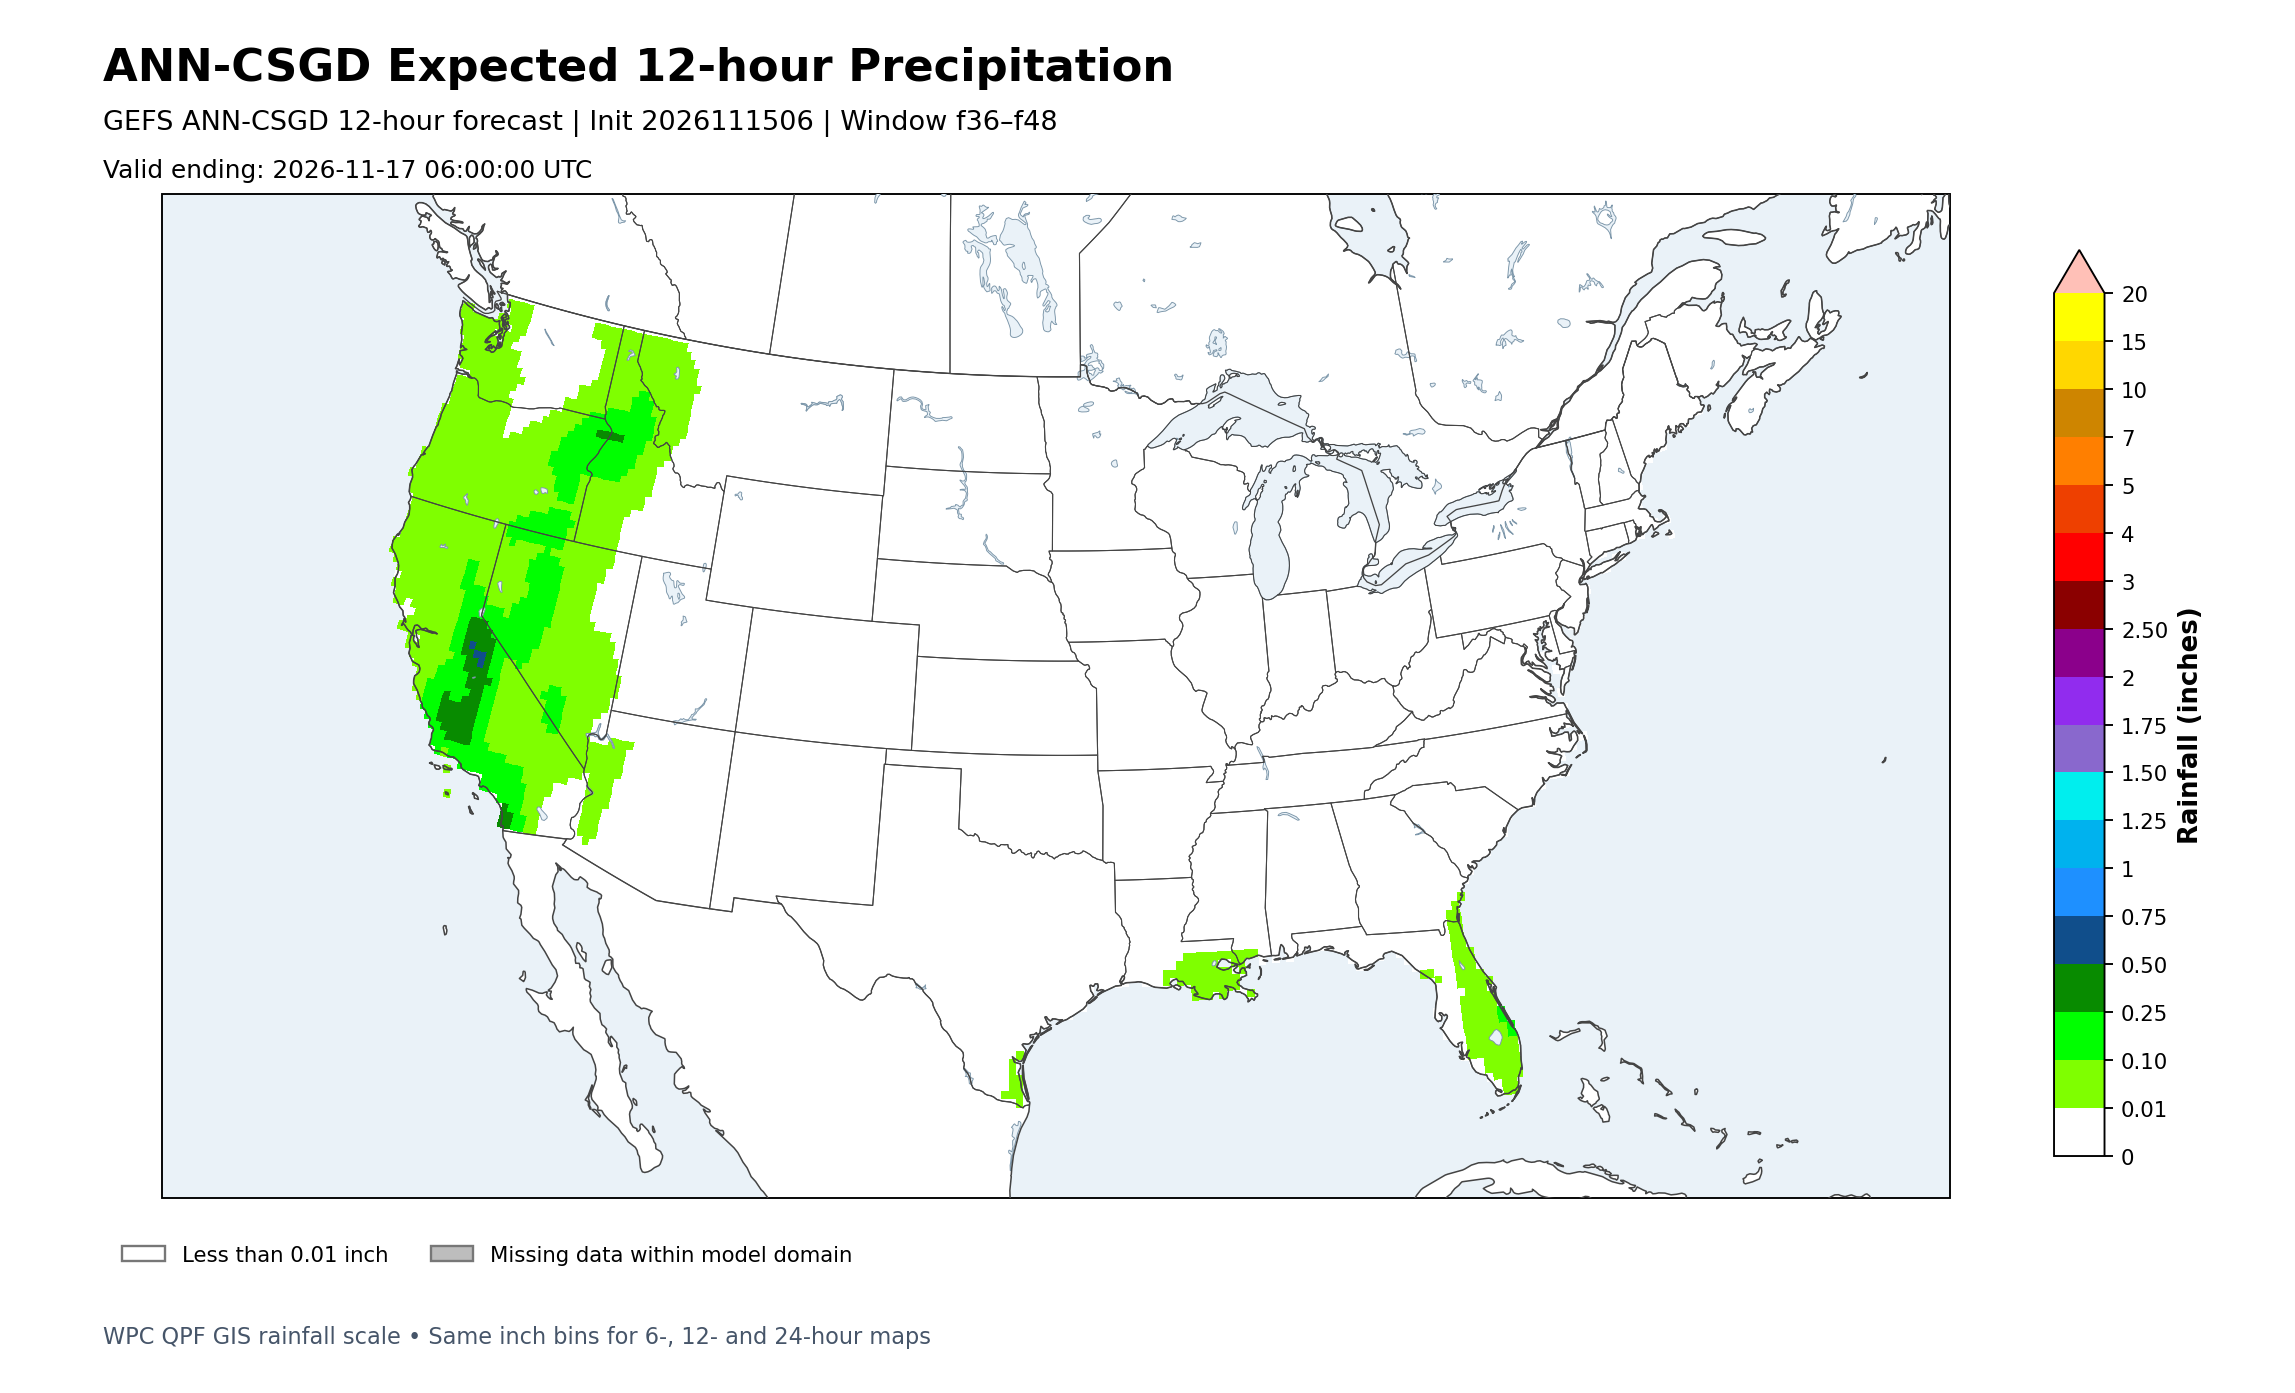 ANN-CSGD Expected 12-hour Precipitation
GEFS ANN-CSGD 12-hour forecast | Init 2026111506 | Window f36–f48
Valid ending: 2026-11-17 06:00:00 UTC
20
15
10
7
5
4
3
2.50
2
1.75
1.50
1.25
1
0.75
0.50
0.25
0.10
0.01
0
Rainfall (inches)
Less than 0.01 inch
Missing data within model domain
WPC QPF GIS rainfall scale • Same inch bins for 6-, 12- and 24-hour maps